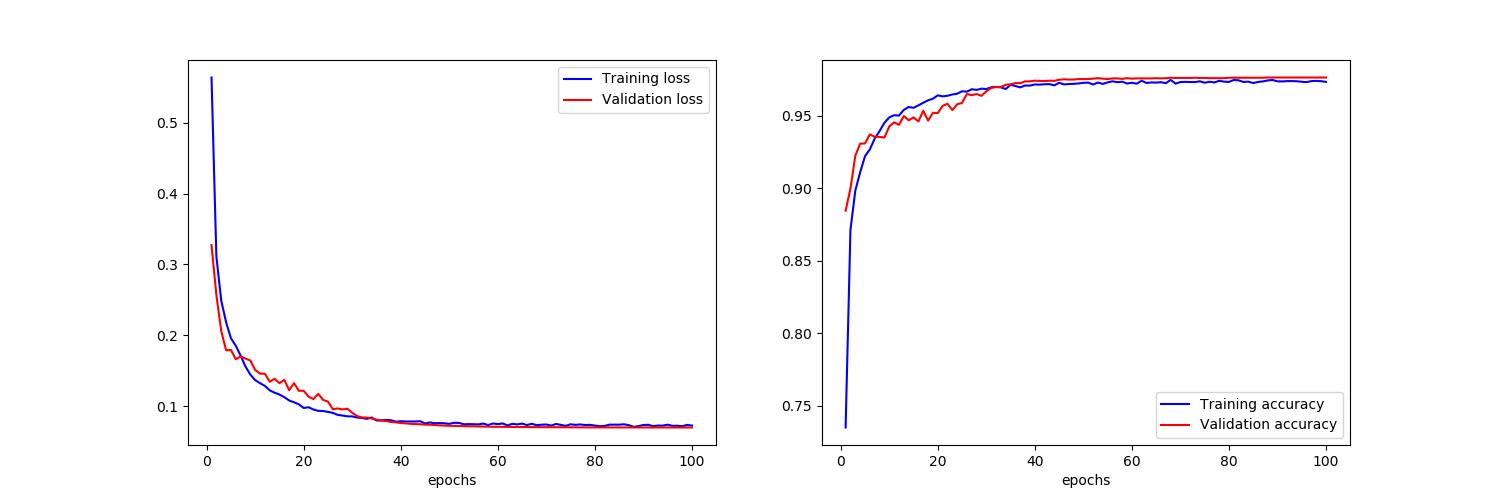 Training loss
Validation loss
0.5
0.4
0.3
0.2
0.1
0 20 40 60 80 100
epochs
0.95
0.90
0.85
0.80
0.75
Training accuracy
Validation accuracy
0 20 40 60 80 100
epochs